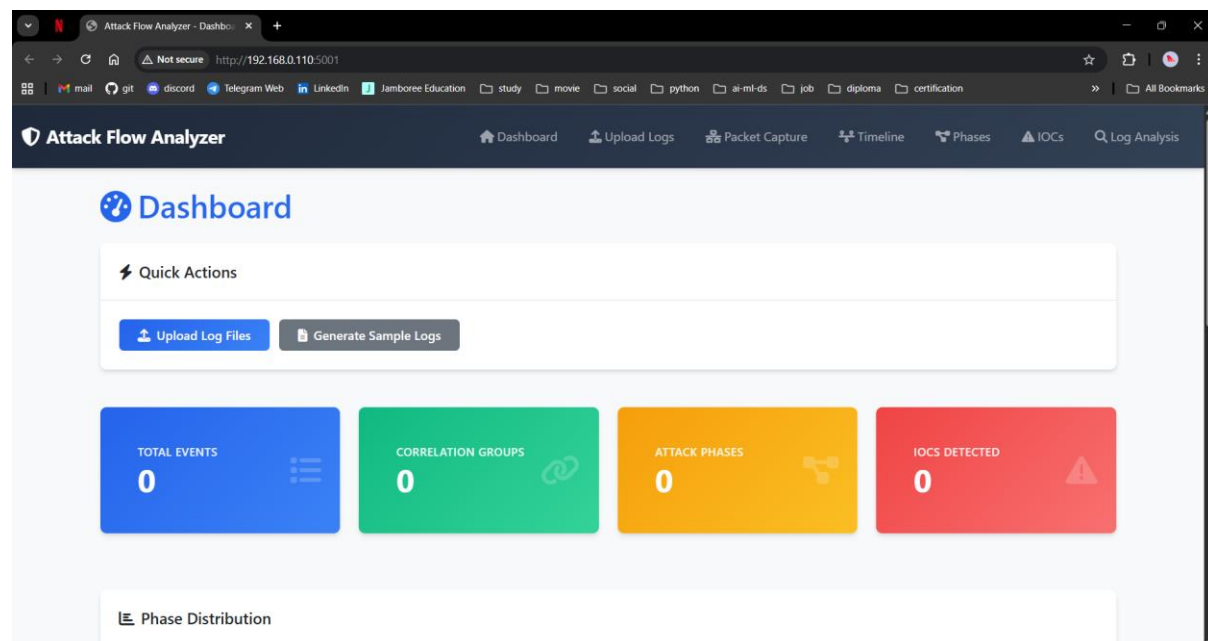 Attack Flow Analyzer - Dashbo
Not secure http://192.168.0.110:5001
mail git discord Telegram Web LinkedIn Jamboree Education study movie social python ai-ml-ds job diploma certification » All Bookmarks
Attack Flow Analyzer Dashboard Upload Logs Packet Capture Timeline Phases IOCs Log Analysis
Dashboard
Quick Actions
Upload Log Files Generate Sample Logs
TOTAL EVENTS CORRELATION GROUPS ATTACK PHASES IOCS DETECTED
0 0 0 0
Phase Distribution